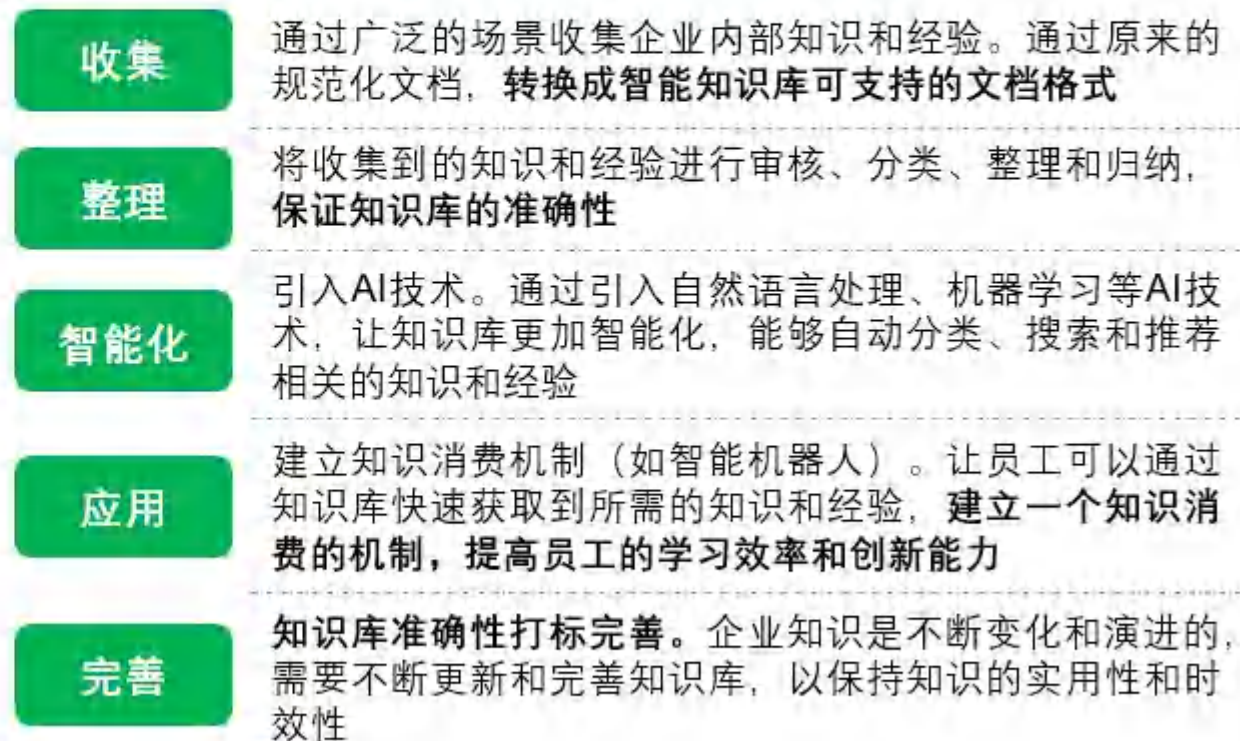 收集
通过广泛的场景收集企业内部知识和经验。通过原来的
规范化文档，转换成智能知识库可支持的文档格式
整理
将收集到的知识和经验进行审核、分类、整理和归纳，
保证知识库的准确性
智能化
引入AI技术。通过引入自然语言处理、机器学习等AI技
术，让知识库更加智能化，能够自动分类、搜索和推荐
相关的知识和经验
应用
建立知识消费机制（如智能机器人）。让员工可以通过
知识库快速获取到所需的知识和经验，建立一个知识消
费的机制，提高员工的学习效率和创新能力
完善
知识库准确性打标完善。企业知识是不断变化和演进的，
需要不断更新和完善知识库，以保持知识的实用性和时
效性